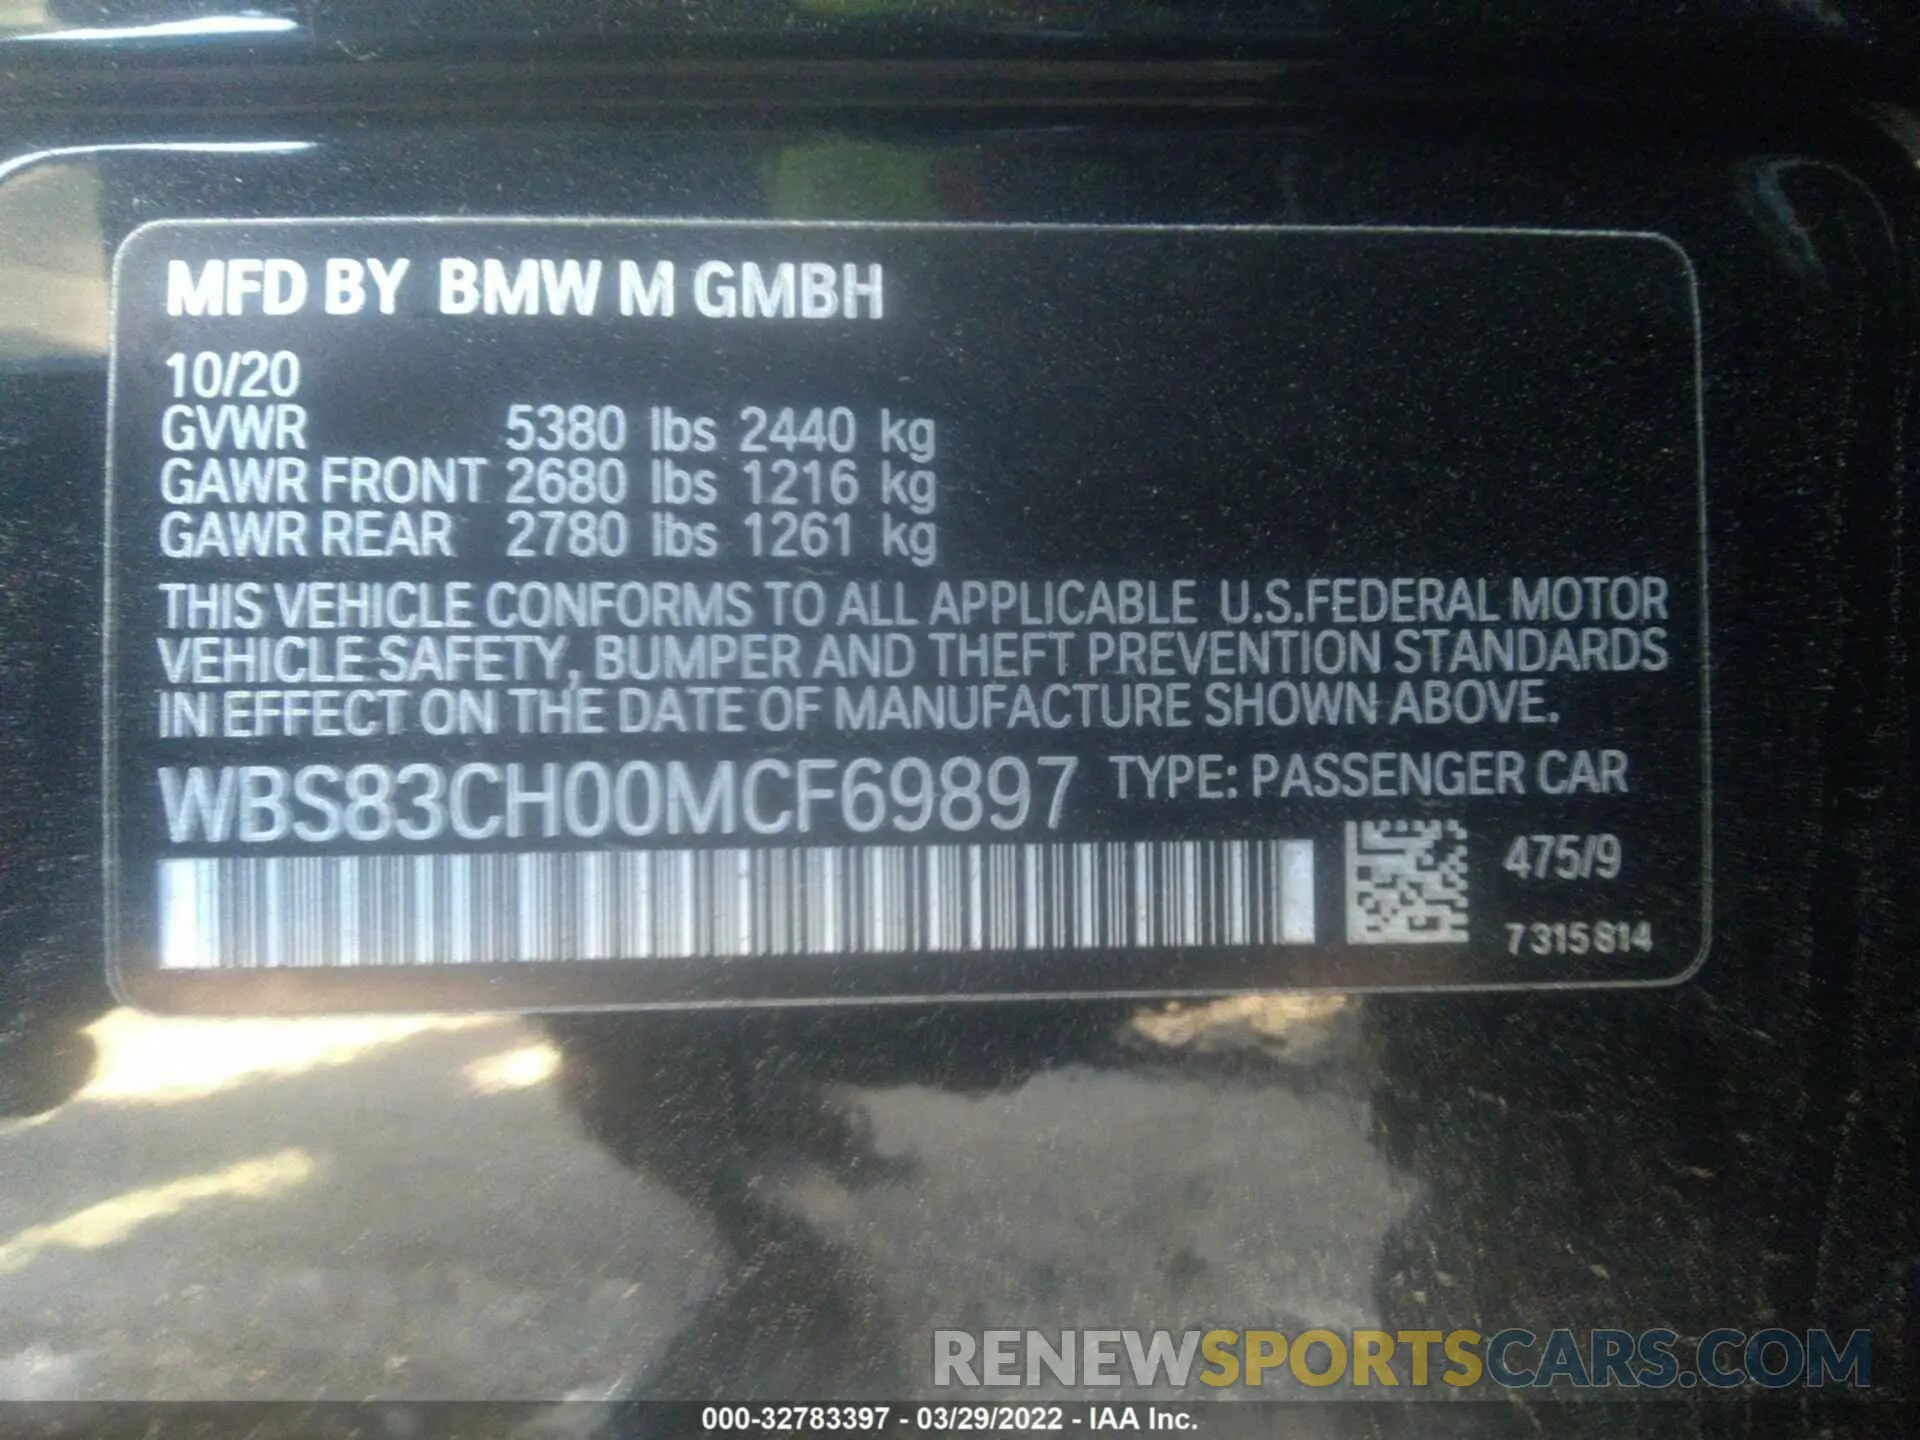 MFD BY BMW M GMBH
10/20
GVWR 5380 lbs 2440 kg
GAWR FRONT 2680 lbs 1216 kg
GAWR REAR 2780 lbs 1261 kg
THIS VEHICLE CONFORMS TO ALL APPLICABLE U.S.FEDERAL MOTOR
VEHICLE SAFETY, BUMPER AND THEFT PREVENTION STANDARDS
IN EFFECT ON THE DATE OF MANUFACTURE SHOWN ABOVE.
WBS83CH00MCF69897 TYPE: PASSENGER CAR
475/9
7315814
RENEWSPORTSCARS.COM
000-32783397 - 03/29/2022 - IAA Inc.